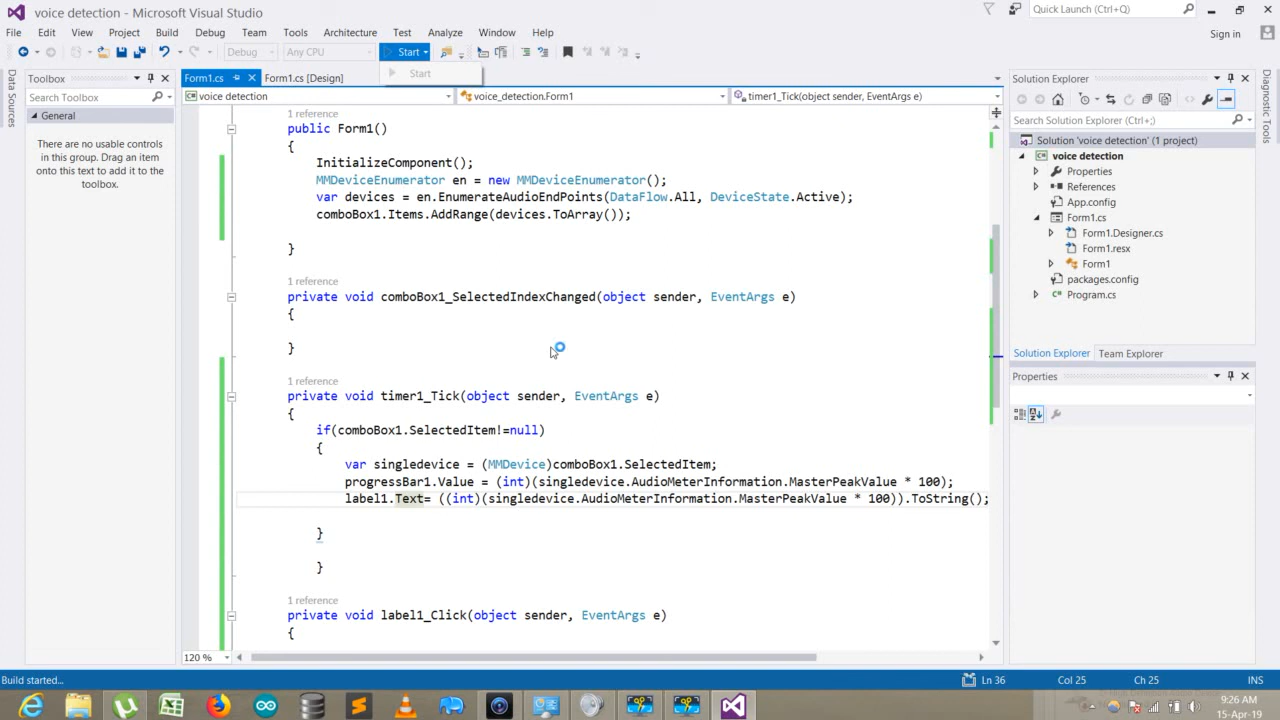 voice detection - Microsoft Visual Studio
Quick Launch (Ctrl+Q)
File Edit View Project Build Debug Team Tools Architecture Test Analyze Window Help
Sign in
Debug Any CPU Start
Start
Data Sources
Toolbox
Search Toolbox
General
There are no usable controls
in this group. Drag an item
onto this text to add it to the
toolbox.
Form1.cs Form1.cs [Design]
voice detection voice_detection.Form1 timer1_Tick(object sender, EventArgs e)
1 reference
public Form1()
{
InitializeComponent();
MMDeviceEnumerator en = new MMDeviceEnumerator();
var devices = en.EnumerateAudioEndPoints(DataFlow.All, DeviceState.Active);
comboBox1.Items.AddRange(devices.ToArray());
}
1 reference
private void comboBox1_SelectedIndexChanged(object sender, EventArgs e)
{
}
1 reference
private void timer1_Tick(object sender, EventArgs e)
{
if(comboBox1.SelectedItem!=null)
{
var singledevice = (MMDevice)comboBox1.SelectedItem;
progressBar1.Value = (int)(singledevice.AudioMeterInformation.MasterPeakValue * 100);
label1.Text= ((int)(singledevice.AudioMeterInformation.MasterPeakValue * 100)).ToString();
}
}
1 reference
private void label1_Click(object sender, EventArgs e)
{
120 %
Solution Explorer
Search Solution Explorer (Ctrl+;)
Solution 'voice detection' (1 project)
voice detection
Properties
References
App.config
Form1.cs
Form1.Designer.cs
Form1.resx
Form1
packages.config
Program.cs
Solution Explorer Team Explorer
Properties
Diagnostic Tools
Build started... Ln 36 Col 25 Ch 25 INS
9:26 AM
15-Apr-19